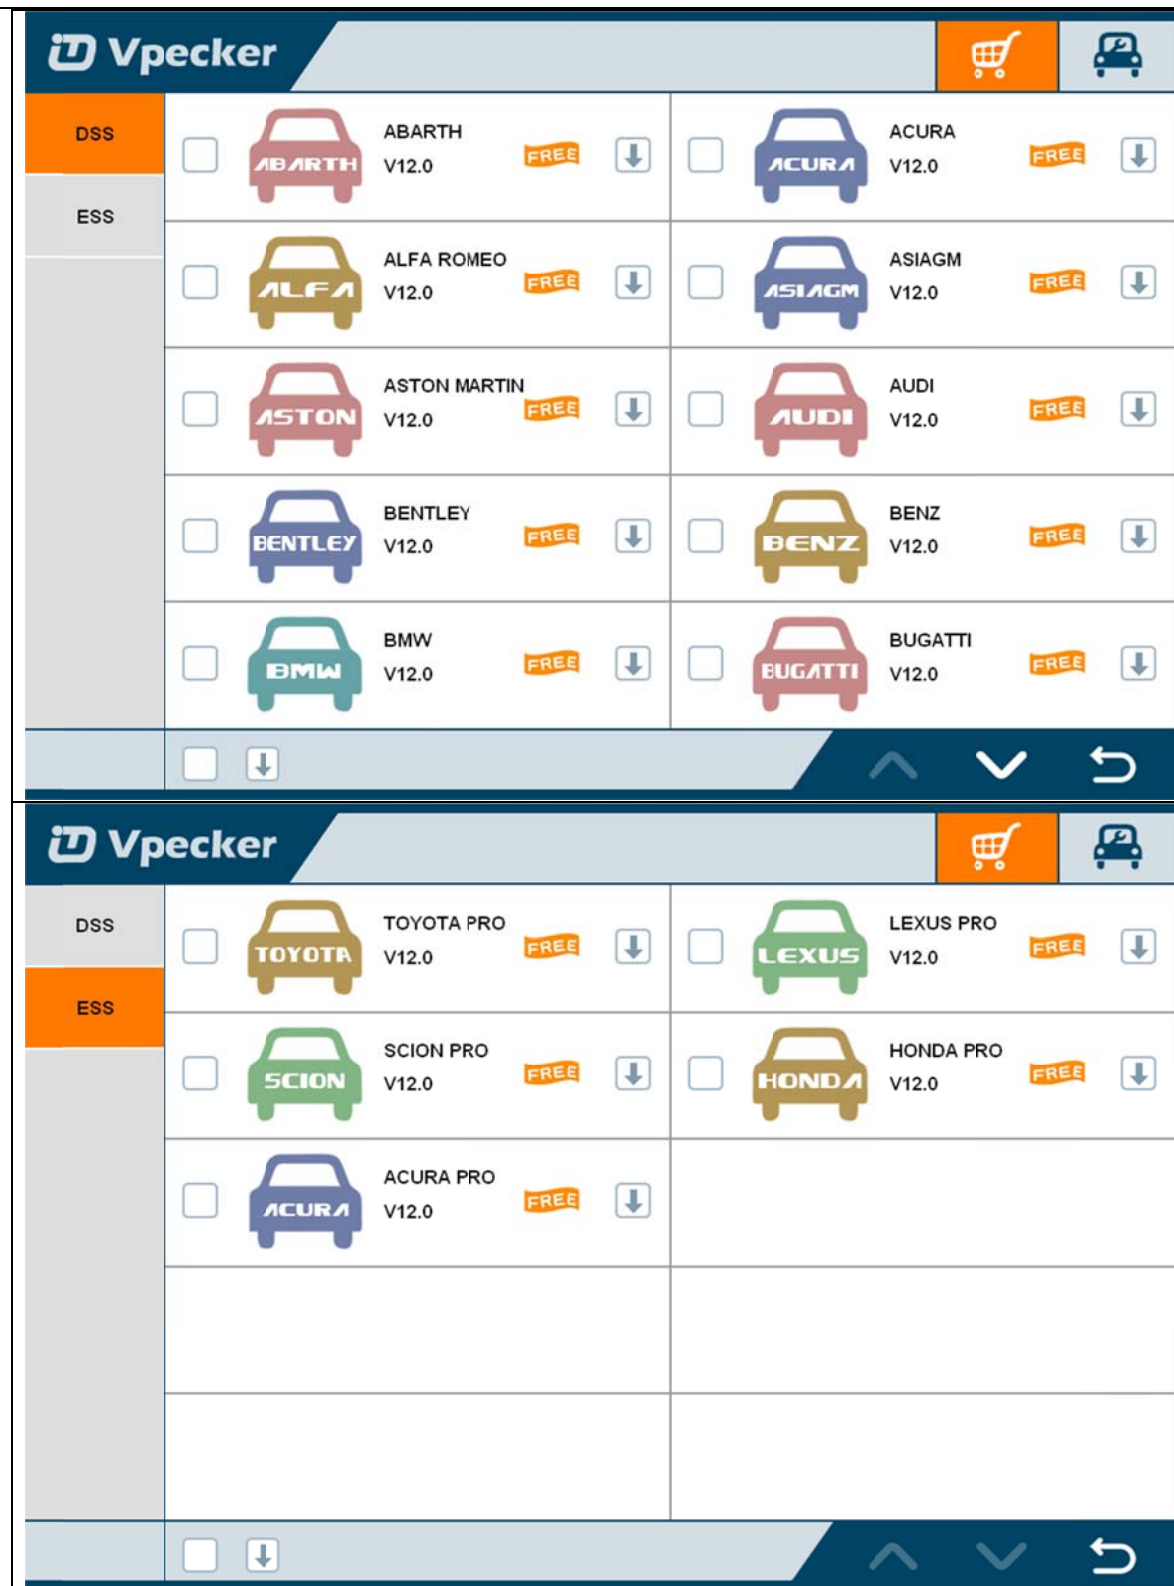 Vpecker
DSS
ESS
ABARTH
ABARTH
V12.0
FREE
ACURA
ACURA
V12.0
FREE
ALFA
ALFA ROMEO
V12.0
FREE
ASIAGM
ASIAGM
V12.0
FREE
ASTON
ASTON MARTIN
V12.0
FREE
AUDI
AUDI
V12.0
FREE
BENTLEY
BENTLEY
V12.0
FREE
BENZ
BENZ
V12.0
FREE
BMW
BMW
V12.0
FREE
BUGATTI
BUGATTI
V12.0
FREE
Vpecker
DSS
ESS
TOYOTA
TOYOTA PRO
V12.0
FREE
LEXUS
LEXUS PRO
V12.0
FREE
SCION
SCION PRO
V12.0
FREE
HONDA
HONDA PRO
V12.0
FREE
ACURA
ACURA PRO
V12.0
FREE